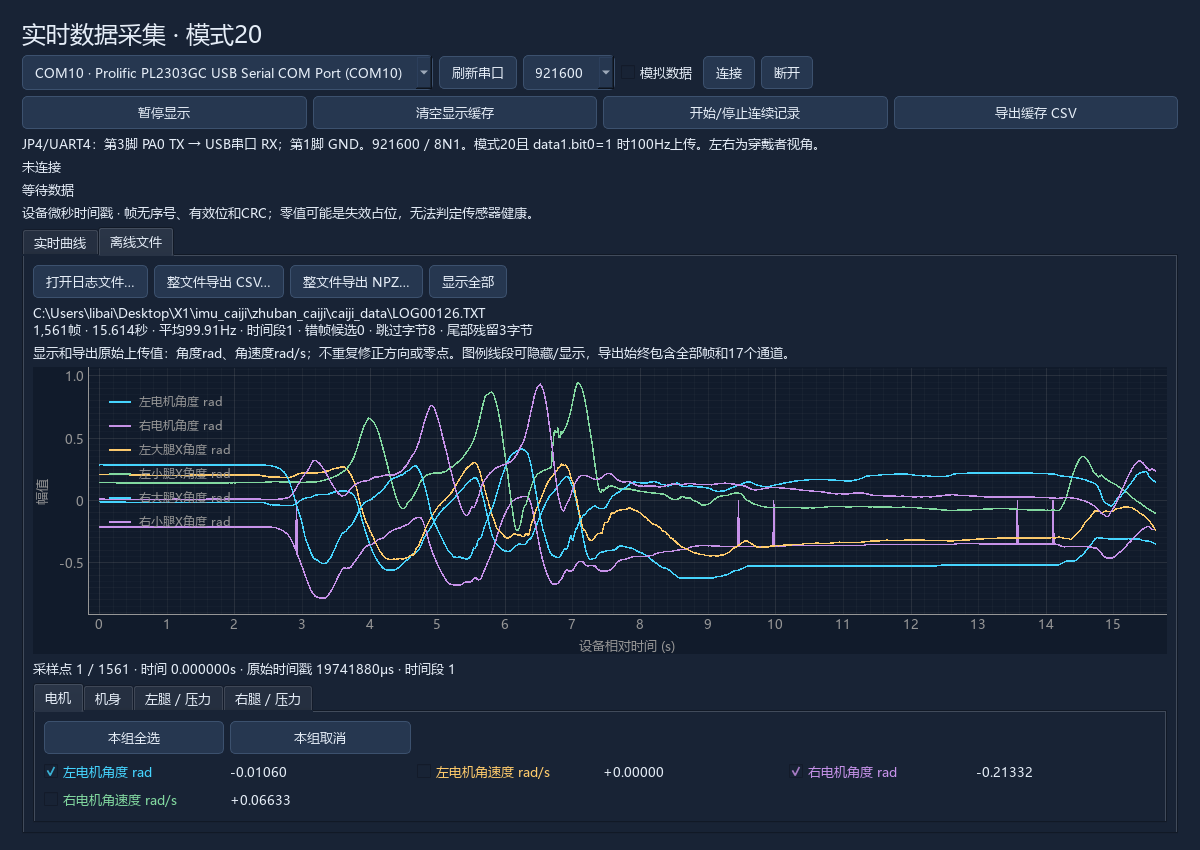 实时数据采集 · 模式20
COM10 · Prolific PL2303GC USB Serial COM Port (COM10) 刷新串口 921600 模拟数据 连接 断开
暂停显示 清空显示缓存 开始/停止连续记录 导出缓存 CSV
JP4/UART4：第3脚 PA0 TX → USB串口 RX；第1脚 GND。921600 / 8N1。模式20且 data1.bit0=1 时100Hz上传。左右为穿戴者视角。
未连接
等待数据
设备微秒时间戳 · 帧无序号、有效位和CRC；零值可能是失效占位，无法判定传感器健康。
实时曲线 离线文件
打开日志文件... 整文件导出 CSV... 整文件导出 NPZ... 显示全部
C:\Users\libai\Desktop\X1\imu_caiji\zhuban_caiji\caiji_data\LOG00126.TXT
1,561帧 · 15.614秒 · 平均99.91Hz · 时间段1 · 错帧候选0 · 跳过字节8 · 尾部残留3字节
显示和导出原始上传值：角度rad、角速度rad/s；不重复修正方向或零点。图例线段可隐藏/显示，导出始终包含全部帧和17个通道。
1.0
0.5
0
-0.5
幅值
左电机角度 rad
右电机角度 rad
左大腿X角度 rad
左小腿X角度 rad
右大腿X角度 rad
右小腿X角度 rad
0 1 2 3 4 5 6 7 8 9 10 11 12 13 14 15
设备相对时间 (s)
采样点 1 / 1561 · 时间 0.000000s · 原始时间戳 19741880μs · 时间段 1
电机 机身 左腿 / 压力 右腿 / 压力
本组全选 本组取消
左电机角度 rad -0.01060 左电机角速度 rad/s +0.00000 右电机角度 rad -0.21332
右电机角速度 rad/s +0.06633